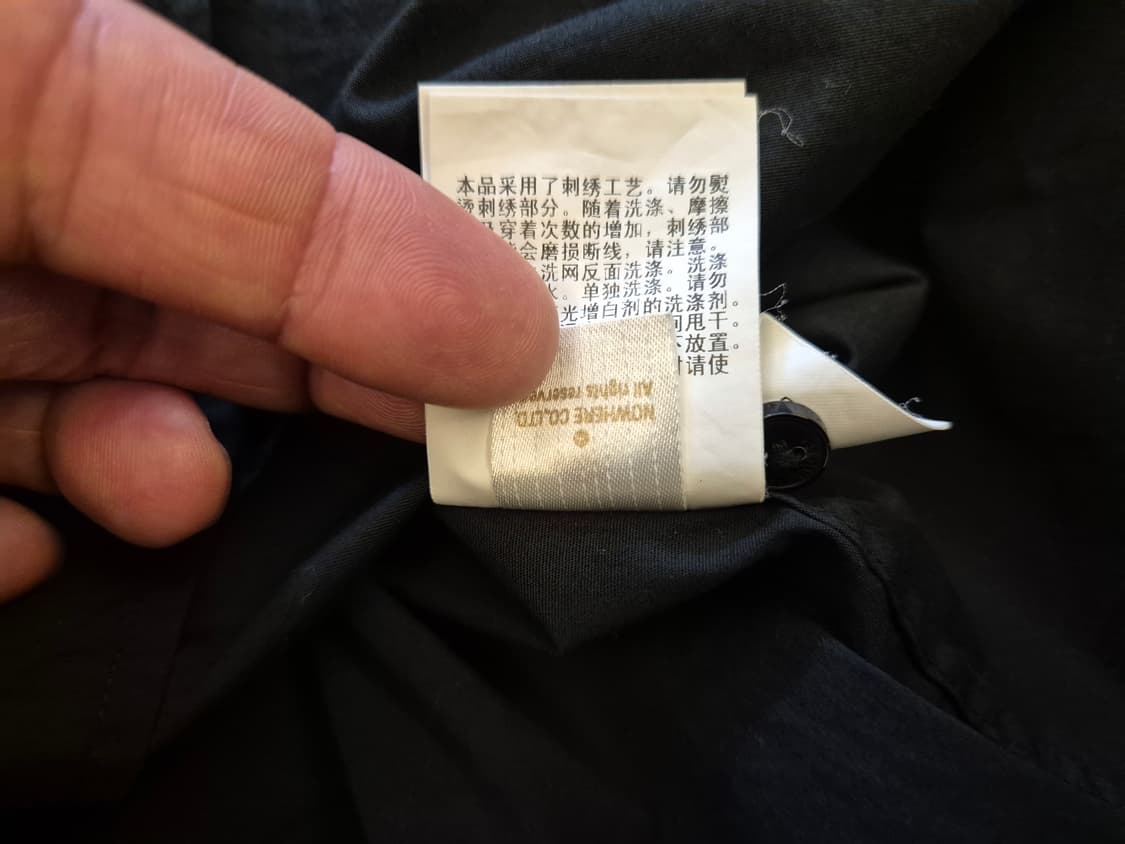 本品采用了刺绣工艺。请勿熨
烫刺绣部分。随着洗涤、摩擦
穿着次数的增加，刺绣部
会磨损断线，请注意。
洗网反面洗涤。洗涤
水。单独洗涤。请勿
光增白剂的洗涤剂。
甩干。
放置。
请使
NOWHERE CO.,LTD.
All rights